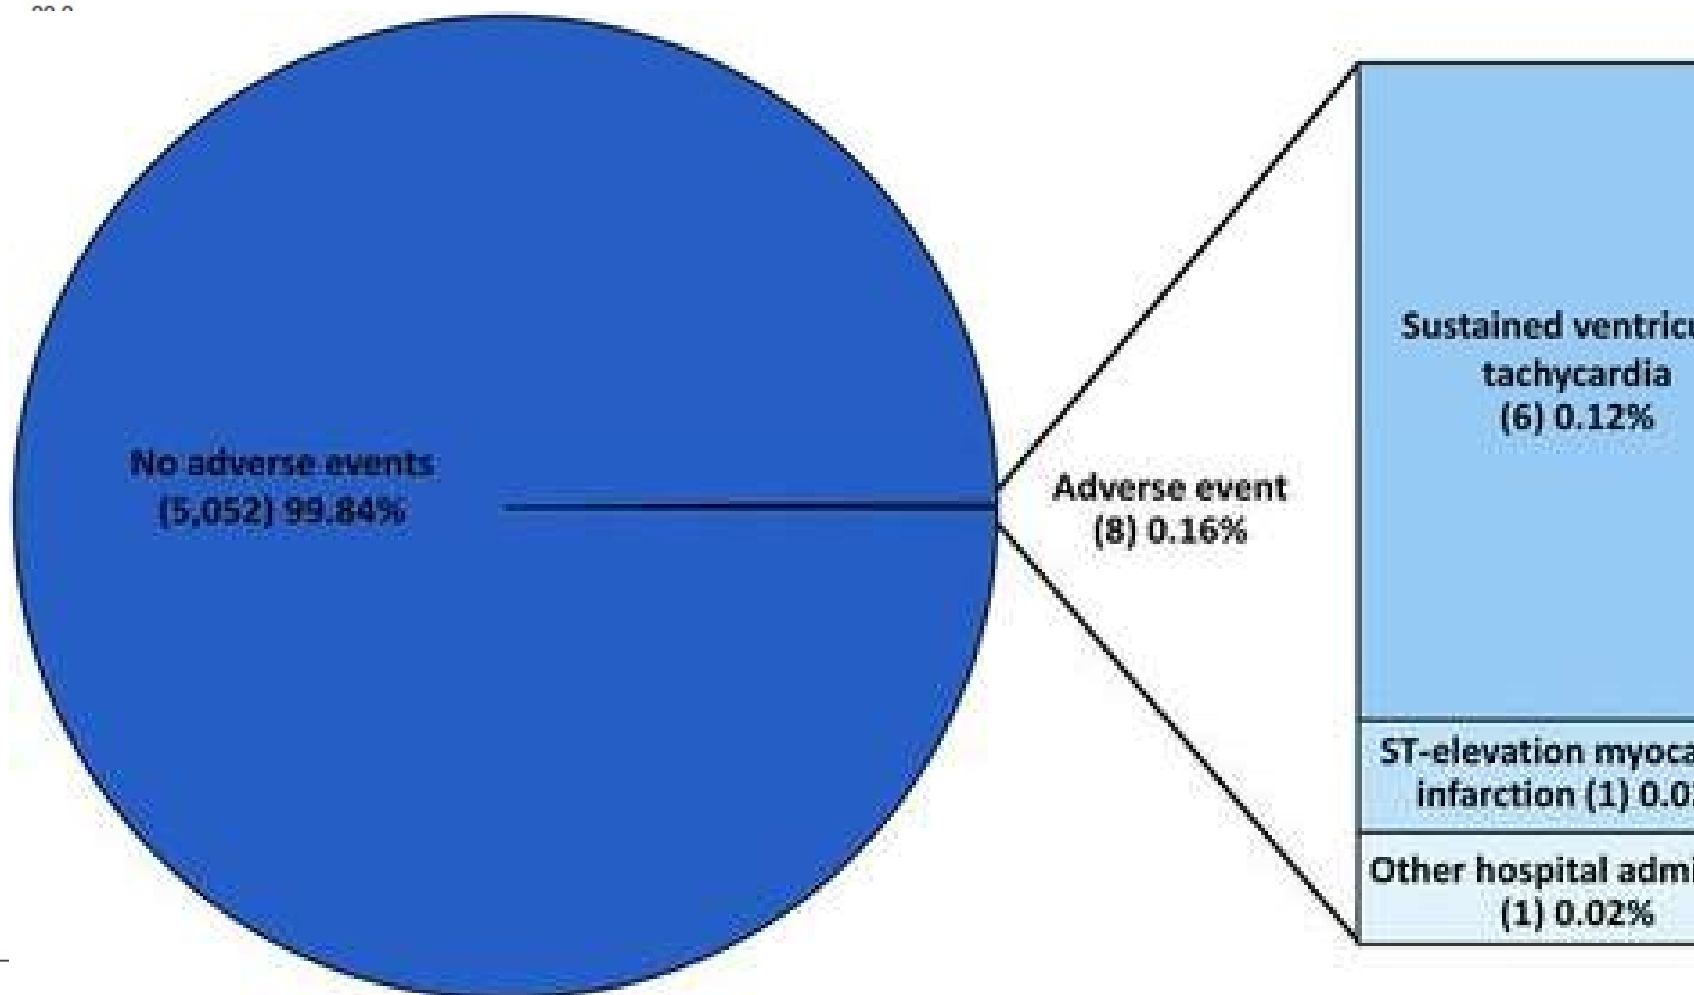 No adverse events
(5,052) 99.84%
Adverse event
(8) 0.16%
Sustained ventricu
tachycardia
(6) 0.12%
ST-elevation myoca
infarction (1) 0.0
Other hospital admi
(1) 0.02%